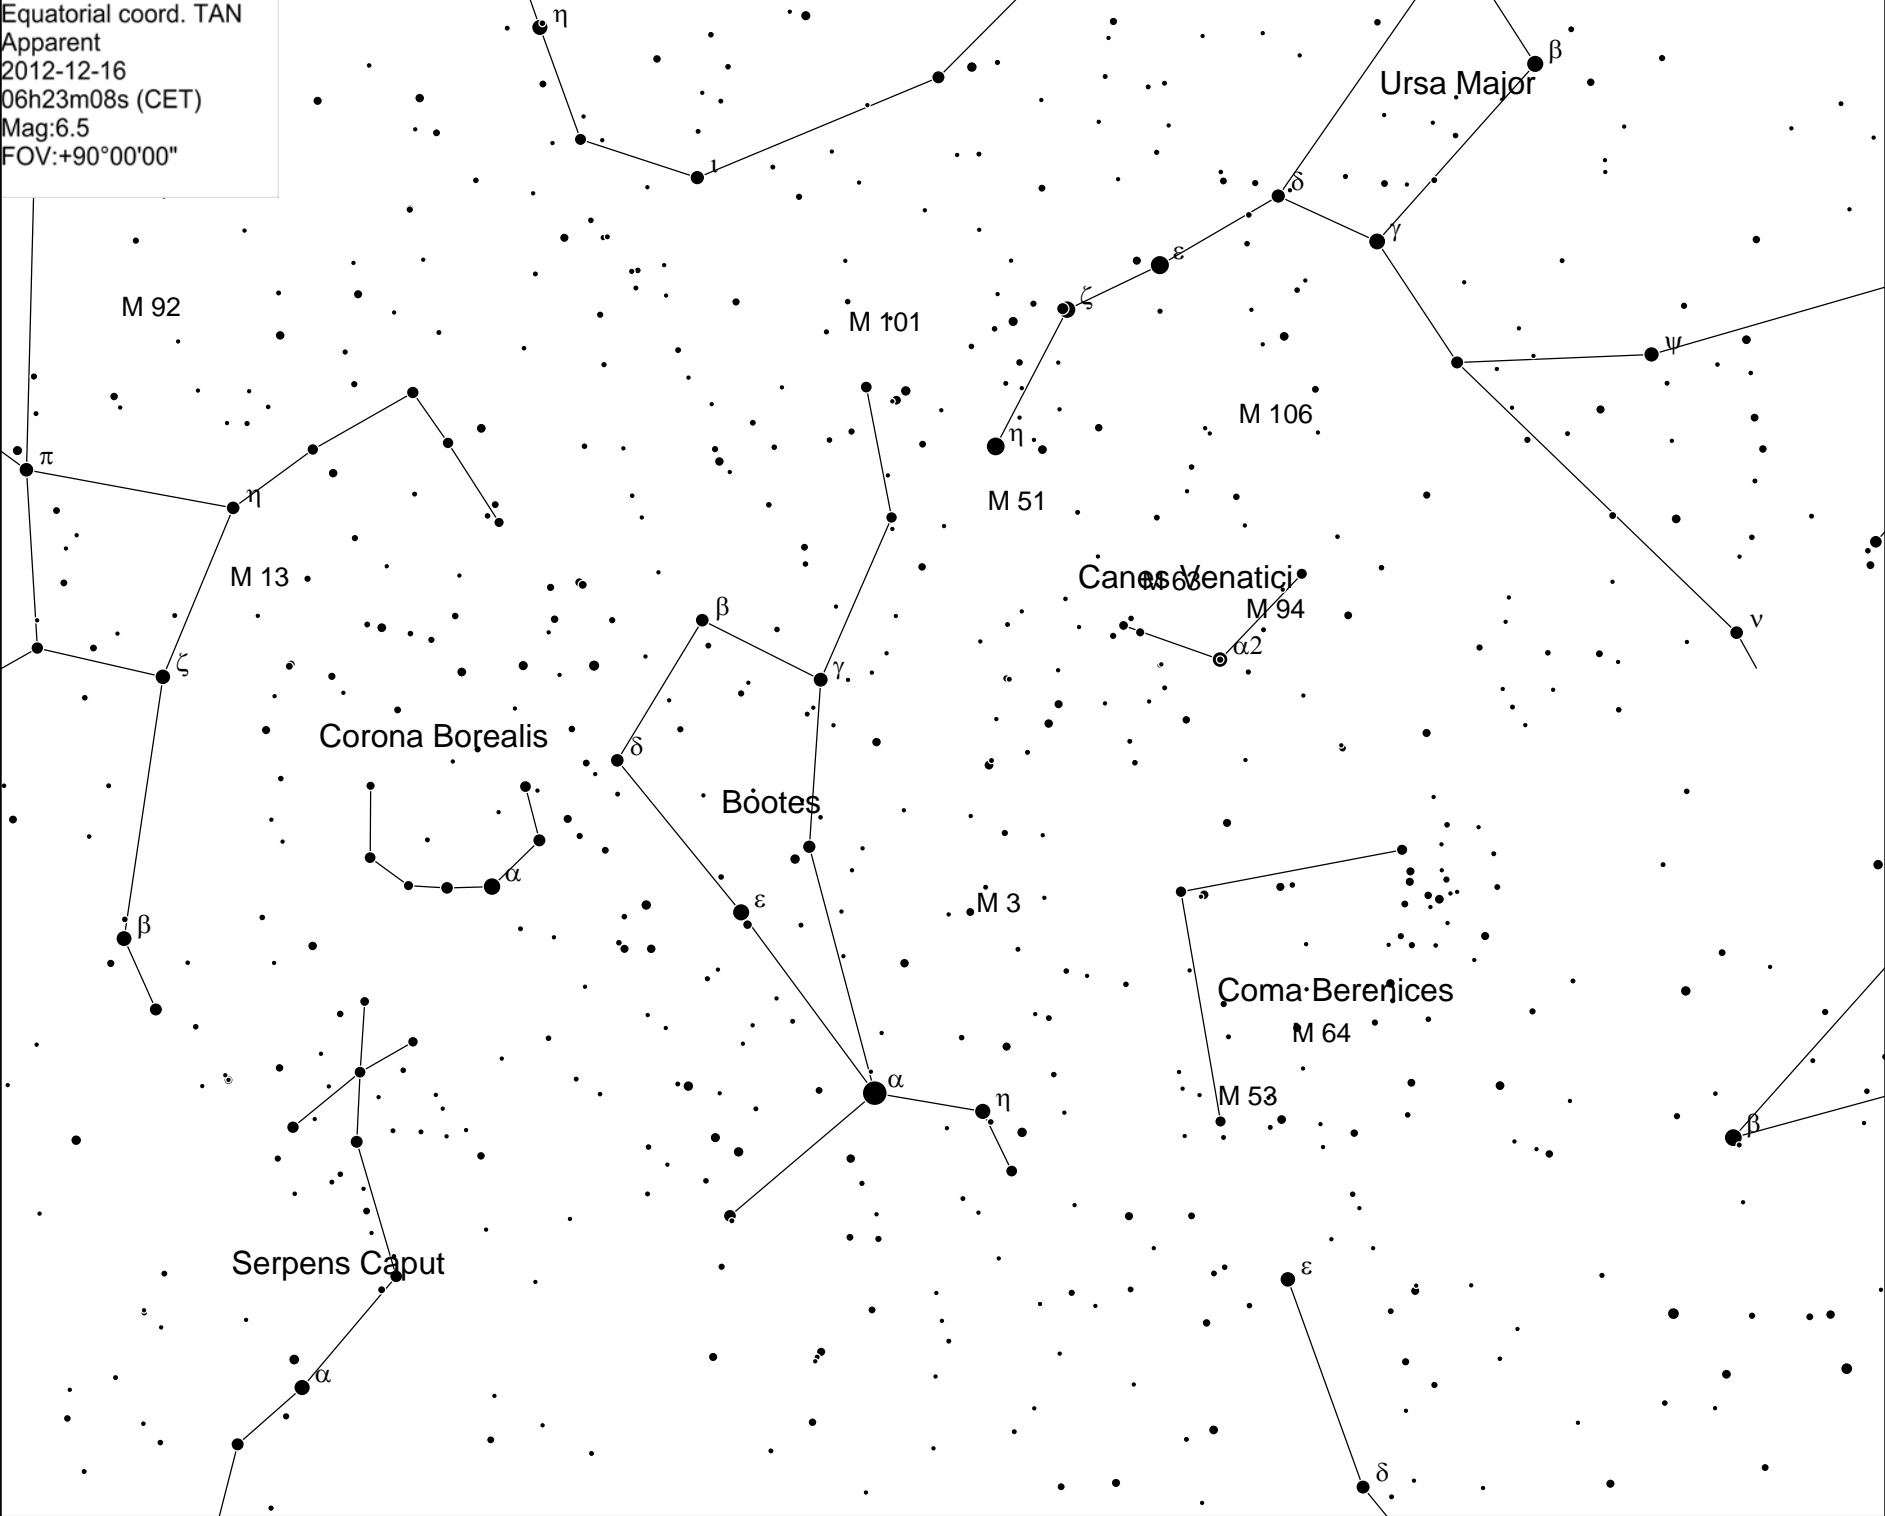 Equatorial coord. TAN
Apparent
2012-12-16
06h23m08s (CET)
Mag:6.5
FOV:+90°00'00"
η
β
Ursa Major
ι
δ
γ
ε
ζ
M 92
M 101
ψ
M 106
η
π
η
M 51
M 13
Canes Venatici
M 63
M 94
β
ν
α2
ζ
γ
Corona Borealis
δ
Bootes
α
ε
M 3
β
Coma Berenices
M 64
α
M 53
η
β
Serpens Caput
ε
α
δ